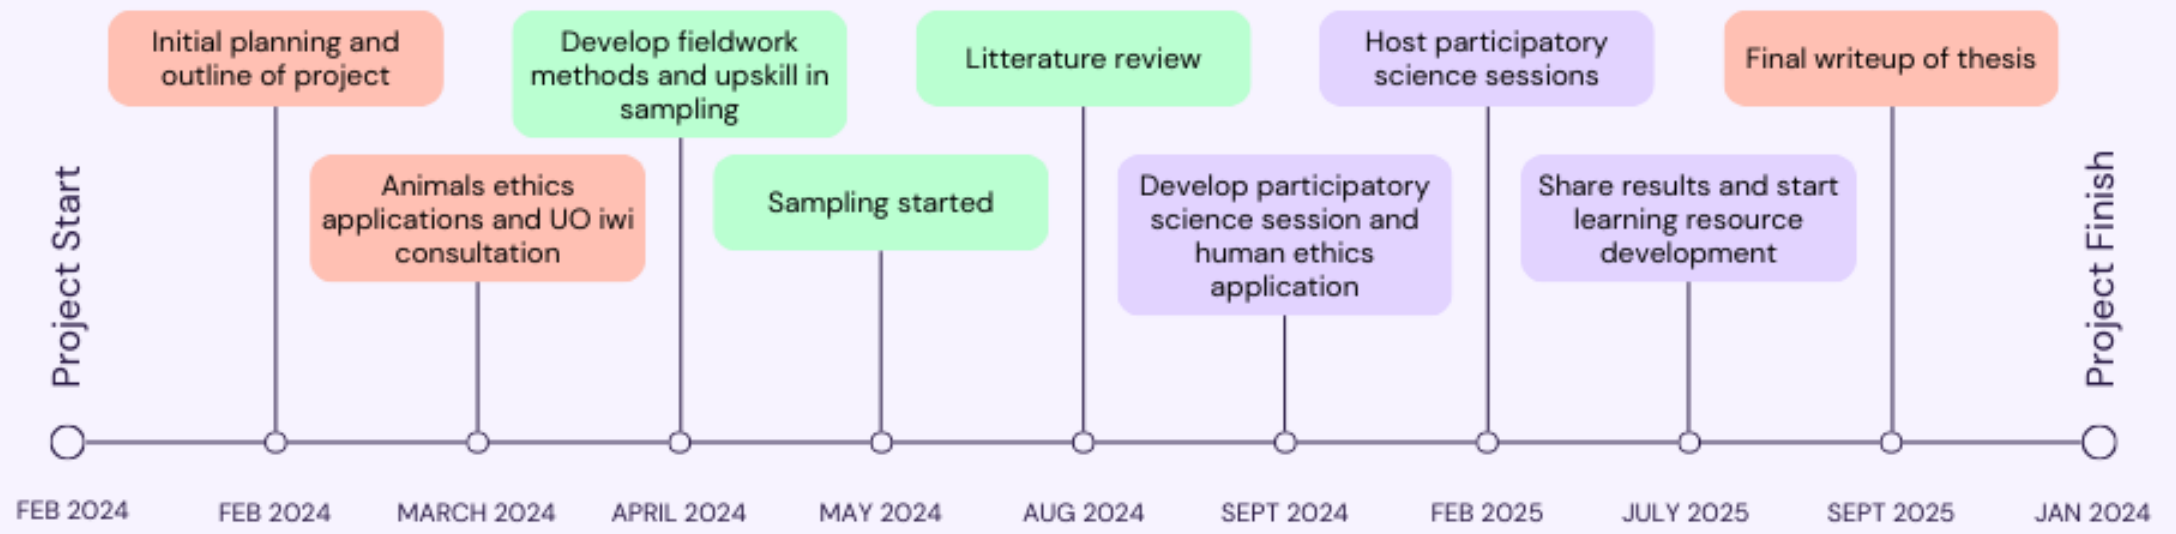 Initial planning and
outline of project
Develop fieldwork
methods and upskill in
sampling
Litterature review
Host participatory
science sessions
Final writeup of thesis
Project Start
Animals ethics
applications and UO iwi
consultation
Sampling started
Develop participatory
science session and
human ethics
application
Share results and start
learning resource
development
Project Finish
FEB 2024
FEB 2024
MARCH 2024
APRIL 2024
MAY 2024
AUG 2024
SEPT 2024
FEB 2025
JULY 2025
SEPT 2025
JAN 2024